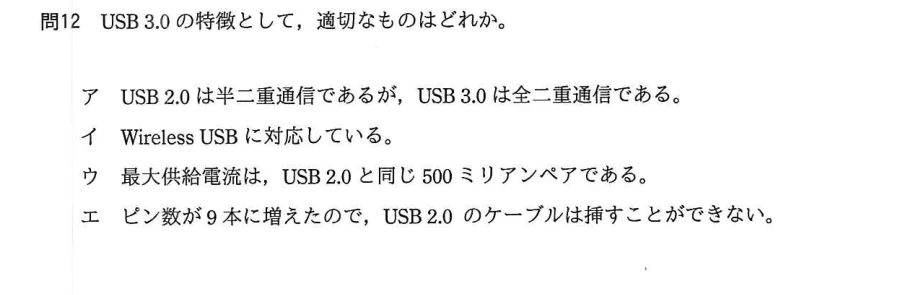 問12 USB 3.0 の特徴として，適切なものはどれか。
ア USB 2.0 は半二重通信であるが，USB 3.0 は全二重通信である。
イ Wireless USB に対応している。
ウ 最大供給電流は，USB 2.0 と同じ 500 ミリアンペアである。
エ ピン数が 9 本に増えたので，USB 2.0 のケーブルは挿すことができない。